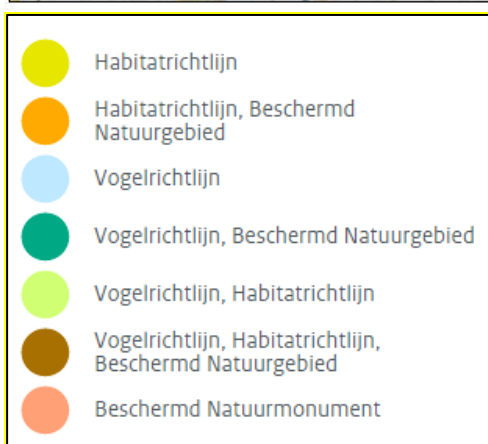 Habitatrichtlijn
Habitatrichtlijn, Beschermd
Natuurgebied
Vogelrichtlijn
Vogelrichtlijn, Beschermd Natuurgebied
Vogelrichtlijn, Habitatrichtlijn
Vogelrichtlijn, Habitatrichtlijn,
Beschermd Natuurgebied
Beschermd Natuurmonument